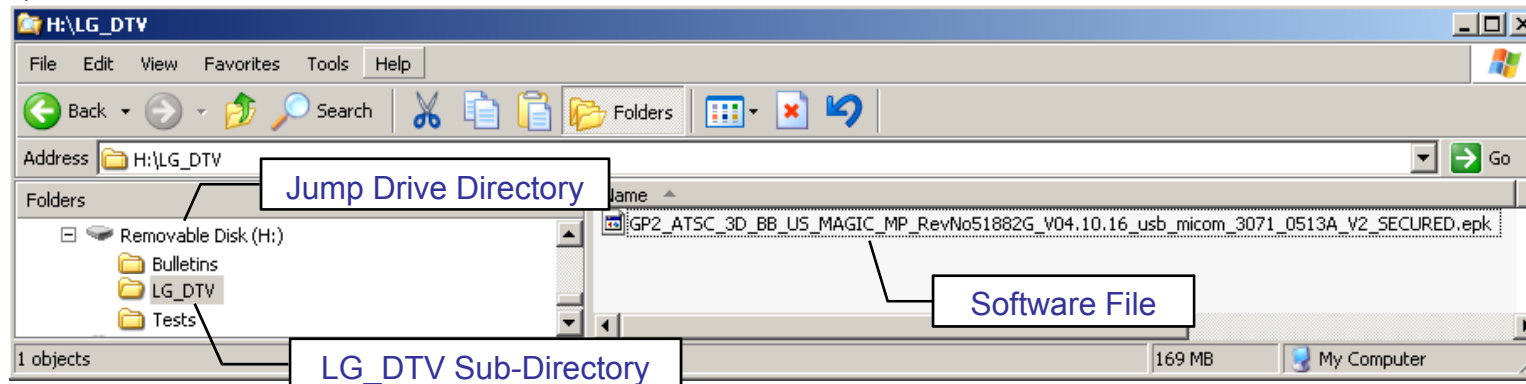 H:\LG_DTV
File Edit View Favorites Tools Help
Back Search Folders
Address H:\LG_DTV Go
Jump Drive Directory
Folders
Name
Removable Disk (H:)
GP2_ATSC_3D_BB_US_MAGIC_MP_RevNo51882G_V04.10.16_usb_micom_3071_0513A_V2_SECURED.epk
Bulletins
LG_DTV
Software File
Tests
1 objects
169 MB
My Computer
LG_DTV Sub-Directory